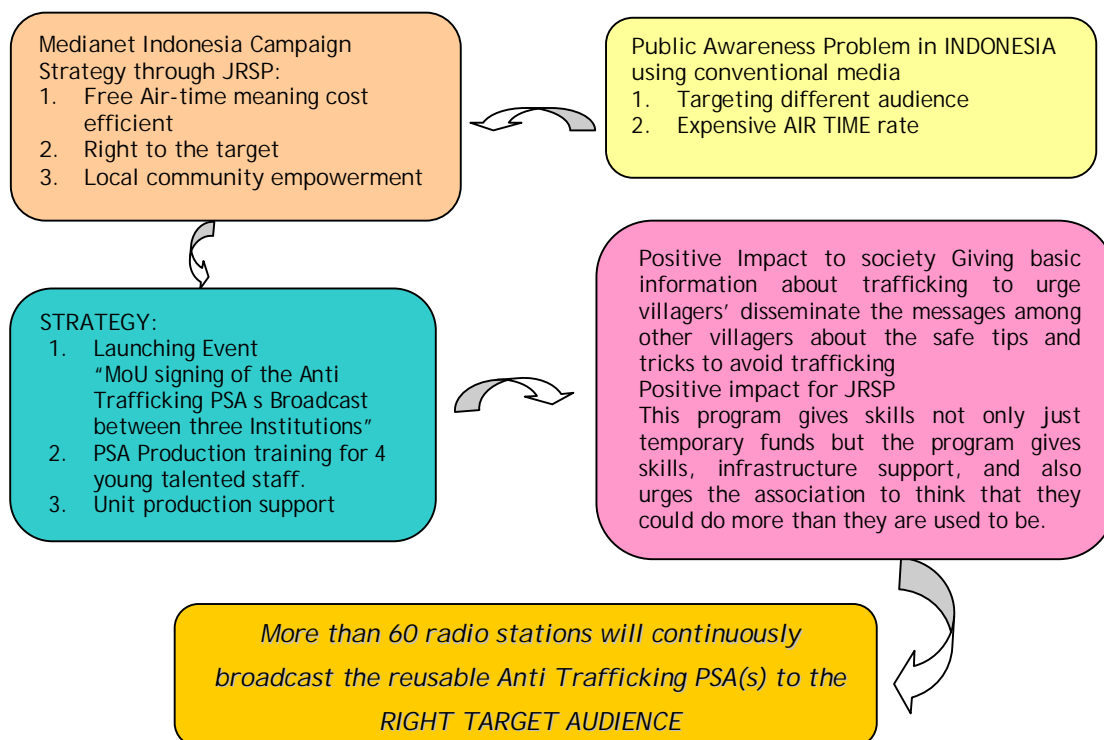 Public Awareness Problem in INDONESIA
using conventional media
1. Targeting different audience
2. Expensive AIR TIME rate
Medianet Indonesia Campaign
Strategy through JRSP:
1. Free Air-time meaning cost
efficient
2. Right to the target
3. Local community empowerment
STRATEGY:
1. Launching Event
“MoU signing of the Anti
Trafficking PSA s Broadcast
between three Institutions”
2. PSA Production training for 4
young talented staff.
3. Unit production support
Positive Impact to society Giving basic
information about trafficking to urge
villagers’ disseminate the messages among
other villagers about the safe tips and
tricks to avoid trafficking
Positive impact for JRSP
This program gives skills not only just
temporary funds but the program gives
skills, infrastructure support, and also
urges the association to think that they
could do more than they are used to be.
More than 60 radio stations will continuously
broadcast the reusable Anti Trafficking PSA(s) to the
RIGHT TARGET AUDIENCE